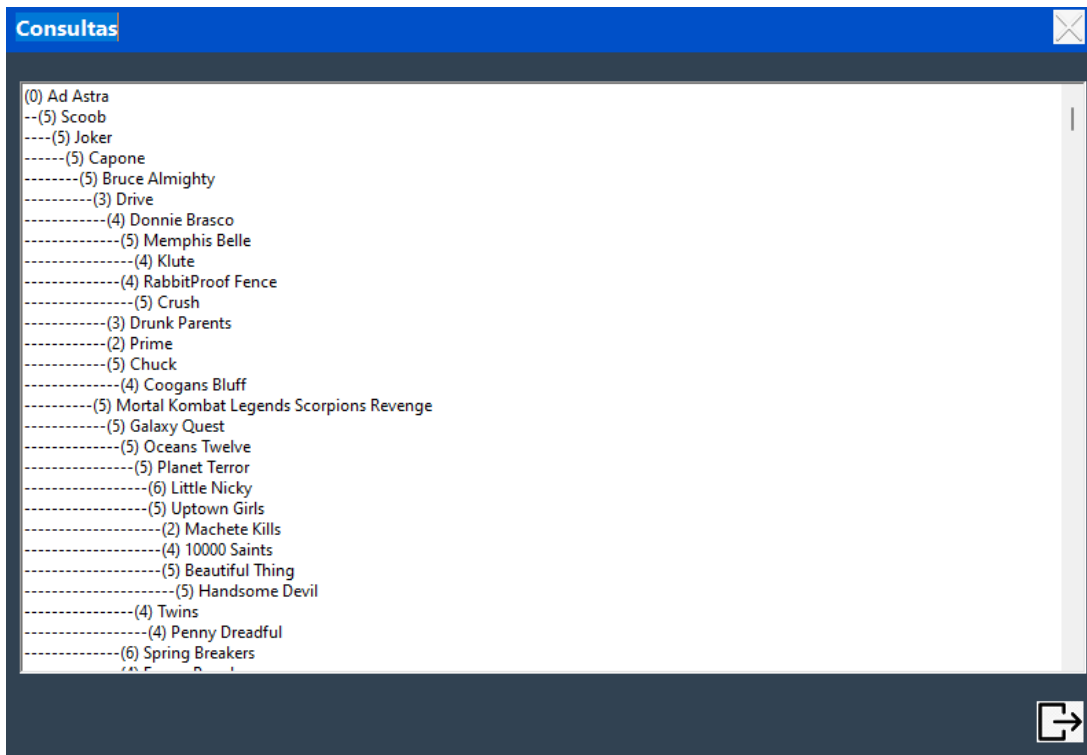 Consultas
(0) Ad Astra
--(5) Scoob
----(5) Joker
------(5) Capone
--------(5) Bruce Almighty
----------(3) Drive
------------(4) Donnie Brasco
--------------(5) Memphis Belle
----------------(4) Klute
--------------(4) RabbitProof Fence
----------------(5) Crush
------------(3) Drunk Parents
------------(2) Prime
------------(5) Chuck
--------------(4) Coogans Bluff
----------(5) Mortal Kombat Legends Scorpions Revenge
------------(5) Galaxy Quest
--------------(5) Oceans Twelve
----------------(5) Planet Terror
------------------(6) Little Nicky
------------------(5) Uptown Girls
--------------------(2) Machete Kills
--------------------(4) 10000 Saints
--------------------(5) Beautiful Thing
----------------------(5) Handsome Devil
----------------(4) Twins
------------------(4) Penny Dreadful
--------------(6) Spring Breakers